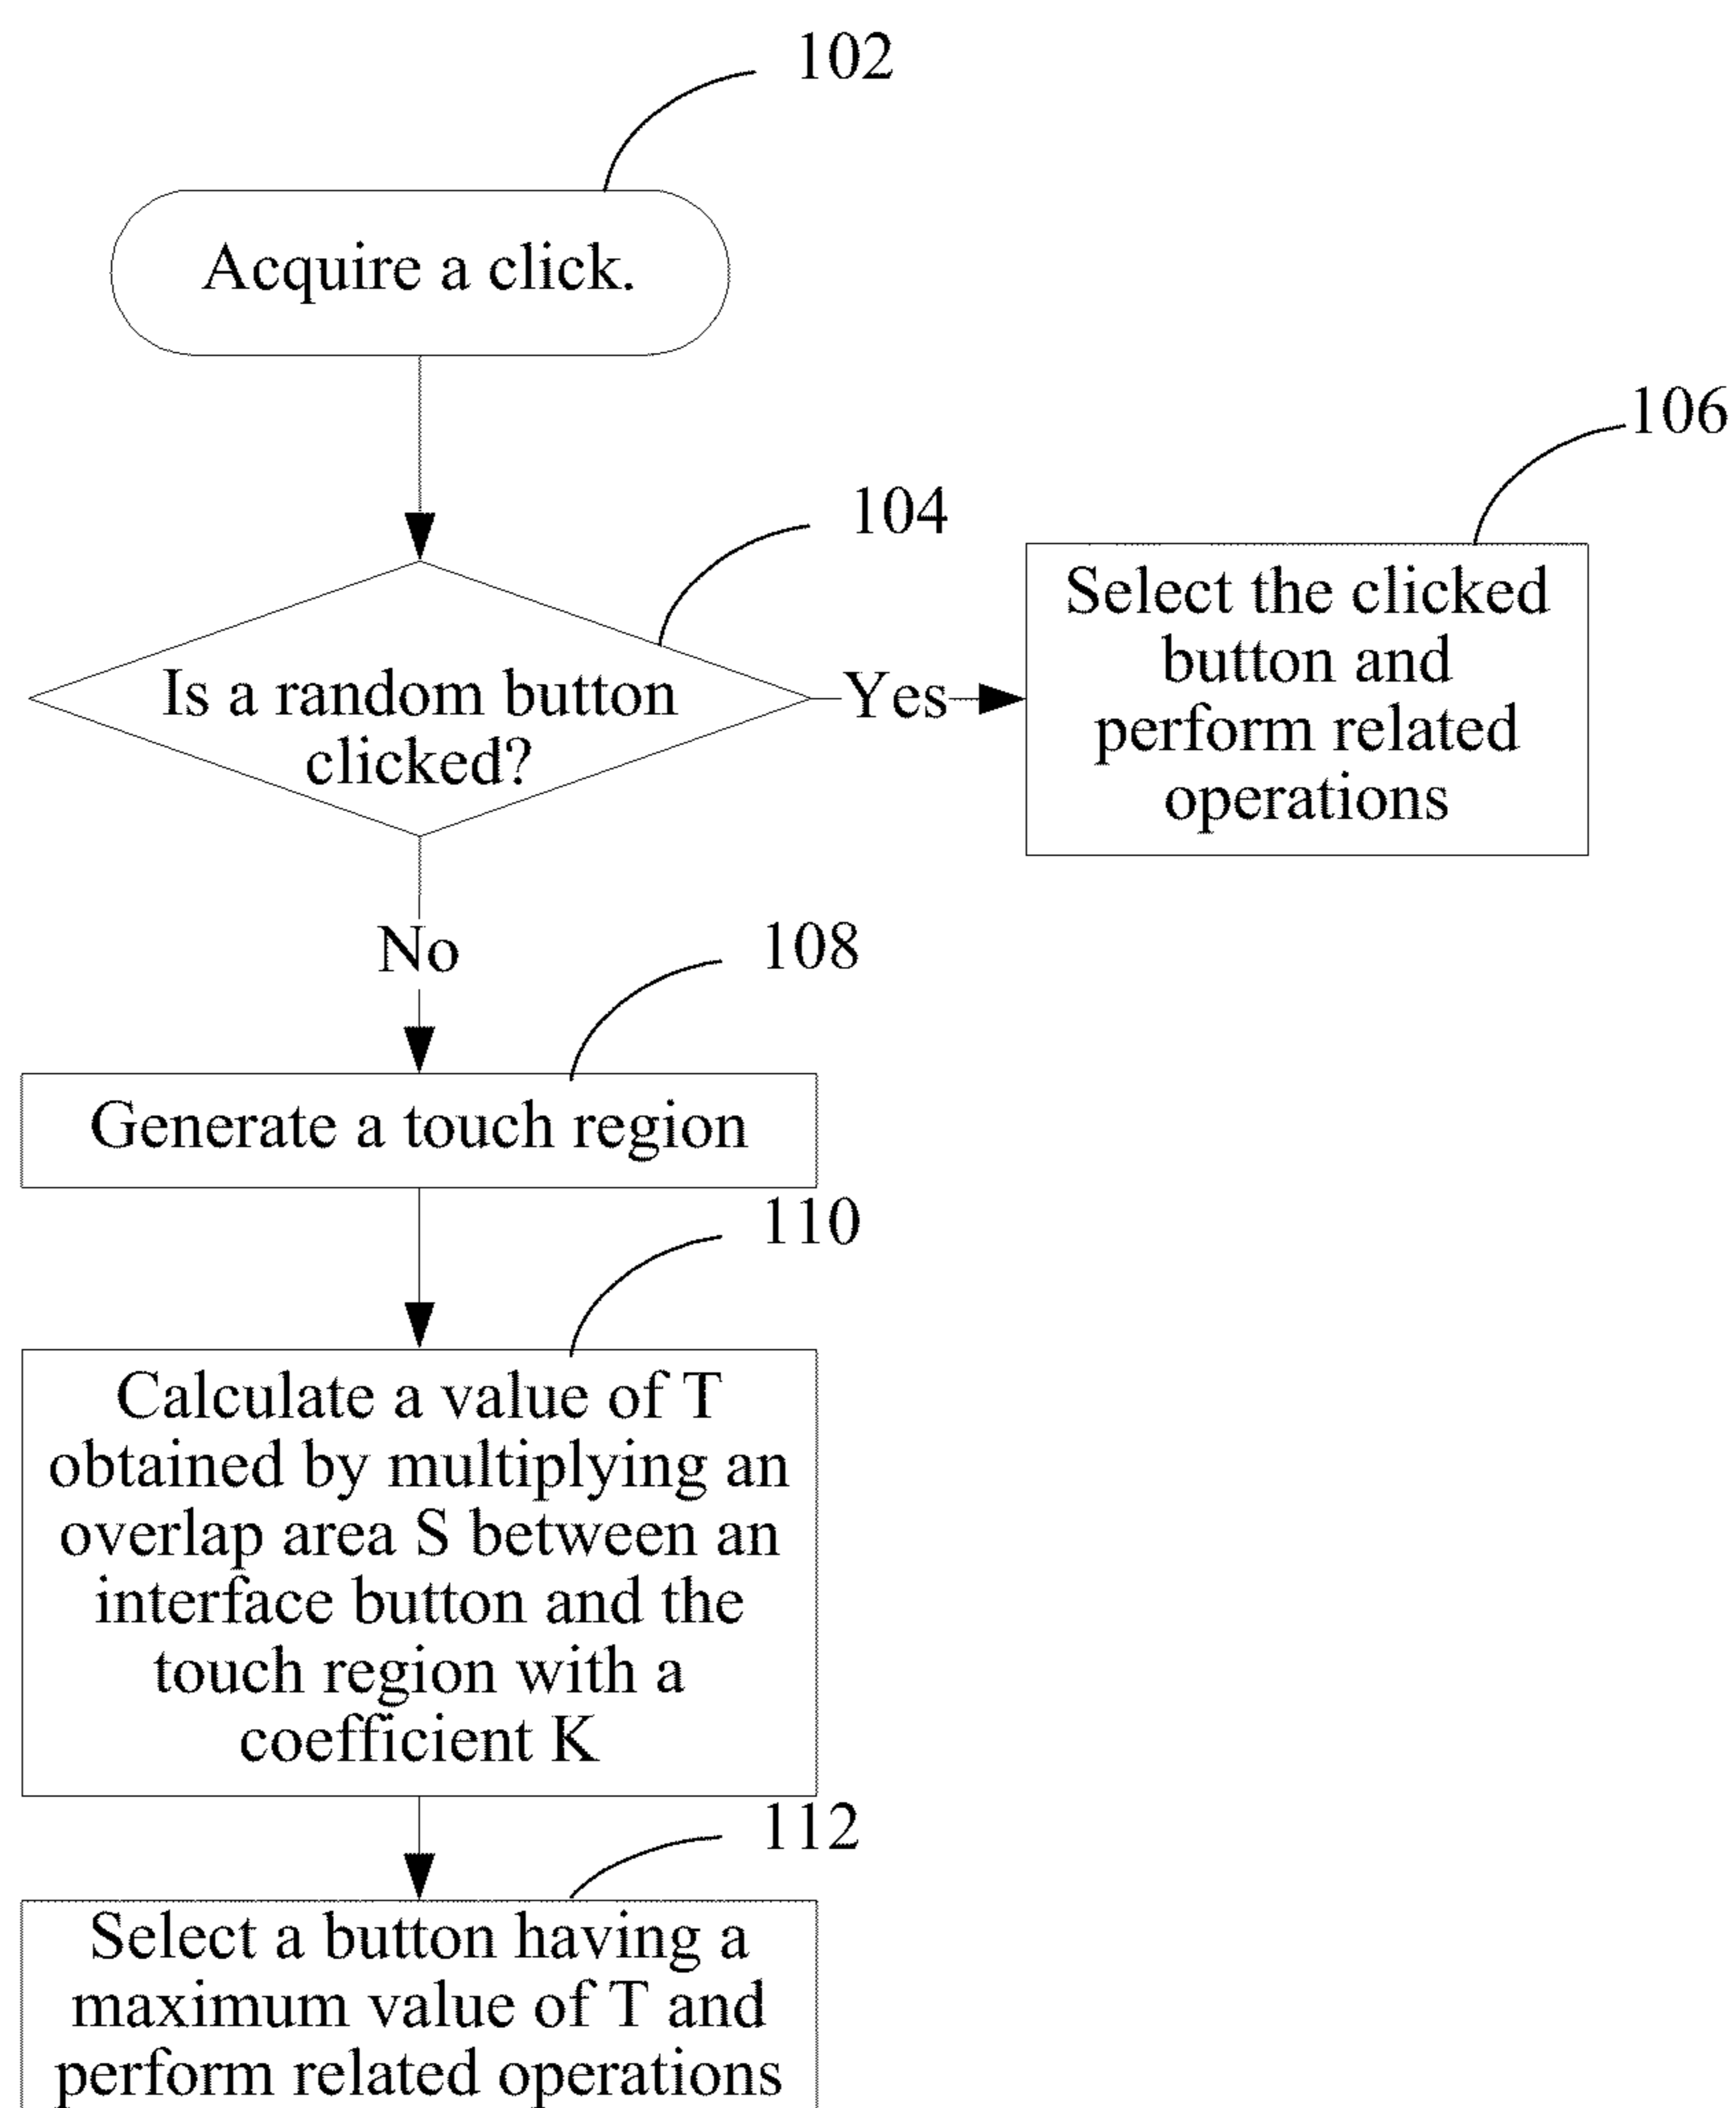 102
Acquire a click.
104
Is a random button
clicked?
Yes
106
Select the clicked
button and
perform related
operations
No
108
Generate a touch region
110
Calculate a value of T
obtained by multiplying an
overlap area S between an
interface button and the
touch region with a
coefficient K
112
Select a button having a
maximum value of T and
perform related operations